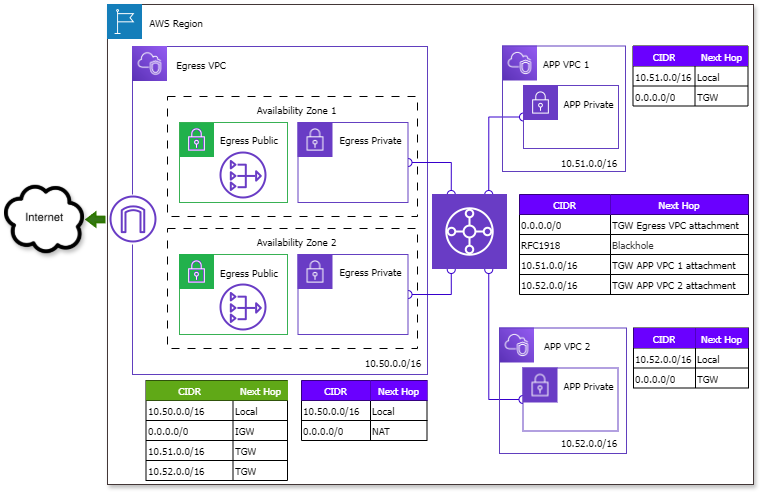 AWS Region
Egress VPC
Availability Zone 1
Egress Public
Egress Private
Availability Zone 2
Egress Public
Egress Private
10.50.0.0/16
Internet
APP VPC 1
APP Private
10.51.0.0/16
CIDR Next Hop
10.51.0.0/16 Local
0.0.0.0/0 TGW
CIDR Next Hop
0.0.0.0/0 TGW Egress VPC attachment
RFC1918 Blackhole
10.51.0.0/16 TGW APP VPC 1 attachment
10.52.0.0/16 TGW APP VPC 2 attachment
APP VPC 2
APP Private
10.52.0.0/16
CIDR Next Hop
10.52.0.0/16 Local
0.0.0.0/0 TGW
CIDR Next Hop
10.50.0.0/16 Local
0.0.0.0/0 IGW
10.51.0.0/16 TGW
10.52.0.0/16 TGW
CIDR Next Hop
10.50.0.0/16 Local
0.0.0.0/0 NAT